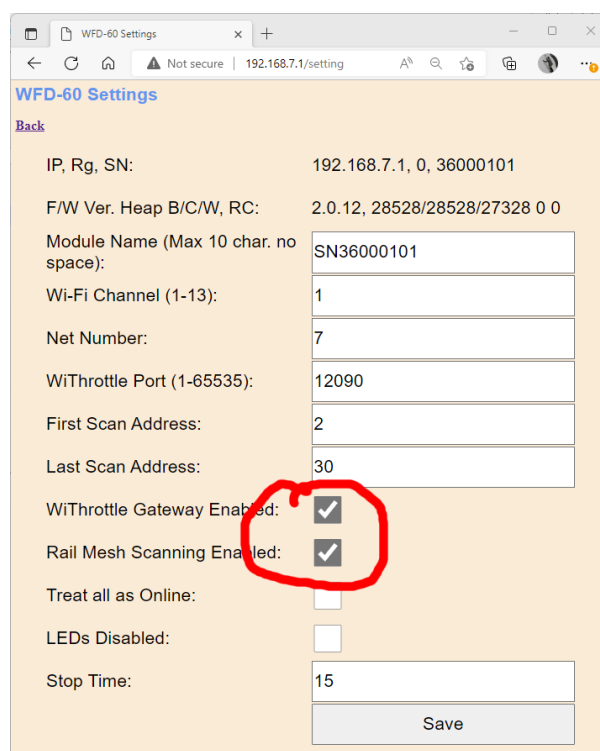 WFD-60 Settings
Not secure | 192.168.7.1/setting
WFD-60 Settings
Back
IP, Rg, SN: 192.168.7.1, 0, 36000101
F/W Ver. Heap B/C/W, RC: 2.0.12, 28528/28528/27328 0 0
Module Name (Max 10 char. no
space): SN36000101
Wi-Fi Channel (1-13): 1
Net Number: 7
WiThrottle Port (1-65535): 12090
First Scan Address: 2
Last Scan Address: 30
WiThrottle Gateway Enabled:
Rail Mesh Scanning Enabled:
Treat all as Online:
LEDs Disabled:
Stop Time: 15
Save